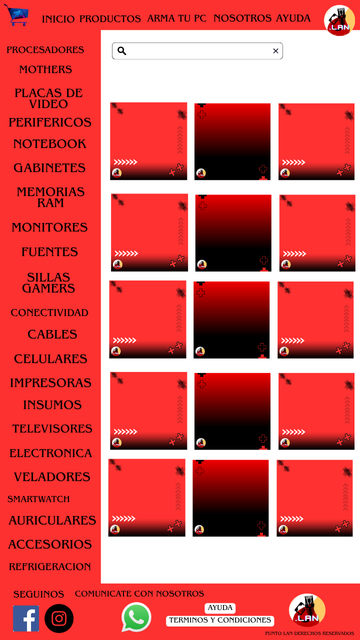 INICIO PRODUCTOS ARMA TU PC NOSOTROS AYUDA
.LAN
PROCESADORES
MOTHERS
PLACAS DE
VIDEO
PERIFERICOS
NOTEBOOK
GABINETES
MEMORIAS
RAM
MONITORES
FUENTES
SILLAS
GAMERS
CONECTIVIDAD
CABLES
CELULARES
IMPRESORAS
INSUMOS
TELEVISORES
ELECTRONICA
VELADORES
SMARTWATCH
AURICULARES
ACCESORIOS
REFRIGERACION
SEGUINOS
COMUNICATE CON NOSOTROS
AYUDA
TERMINOS Y CONDICIONES
.LAN
PUNTO LAN DERECHOS RESERVADOS